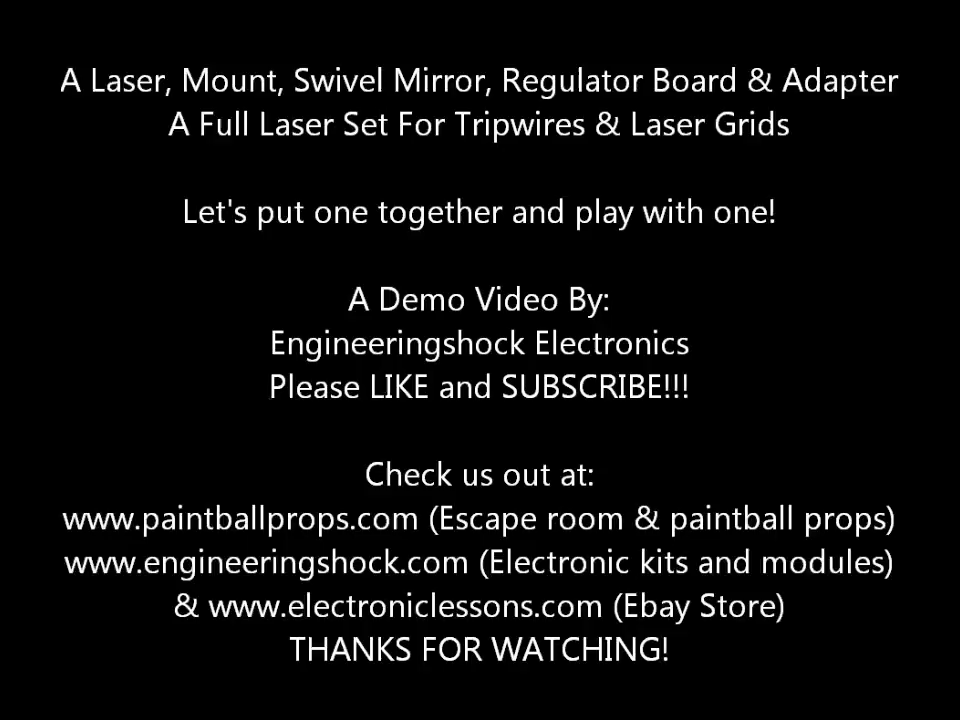 A Laser, Mount, Swivel Mirror, Regulator Board & Adapter
A Full Laser Set For Tripwires & Laser Grids
Let's put one together and play with one!
A Demo Video By:
Engineeringshock Electronics
Please LIKE and SUBSCRIBE!!!
Check us out at:
www.paintballprops.com (Escape room & paintball props)
www.engineeringshock.com (Electronic kits and modules)
& www.electroniclessons.com (Ebay Store)
THANKS FOR WATCHING!